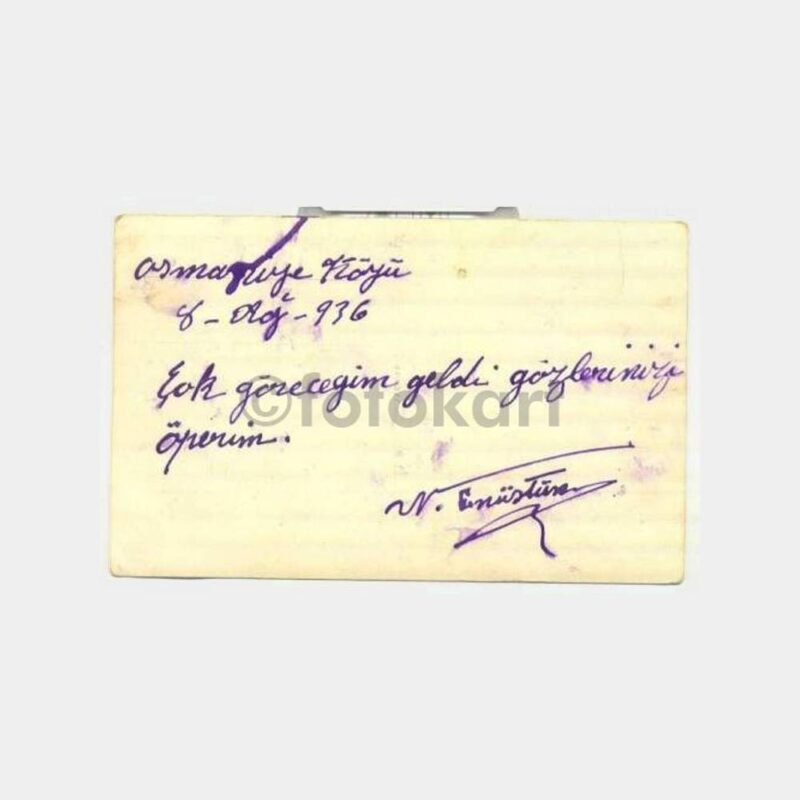 osmaniye Köyü
8 - Ağ - 936
Çok göreceğim geldi gözlerinizi
öperim.
N. Enüstün
©fotokart